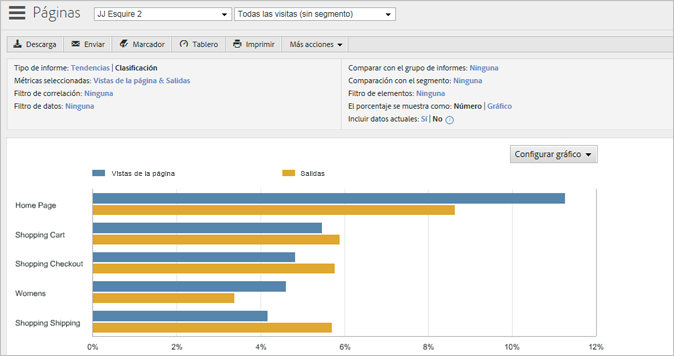 Páginas JJ Esquire 2 Todas las visitas (sin segmento)
Descarga Enviar Marcador Tablero Imprimir Más acciones
Tipo de informe: Tendencias | Clasificación
Métricas seleccionadas: Vistas de la página & Salidas
Filtro de correlación: Ninguna
Filtro de datos: Ninguna
Comparar con el grupo de informes: Ninguna
Comparación con el segmento: Ninguna
Filtro de elementos: Ninguna
El porcentaje se muestra como: Número | Gráfico
Incluir datos actuales: Sí | No
Configurar gráfico
Vistas de la página Salidas
Home Page
Shopping Cart
Shopping Checkout
Womens
Shopping Shipping
0% 2% 4% 6% 8% 10% 12%